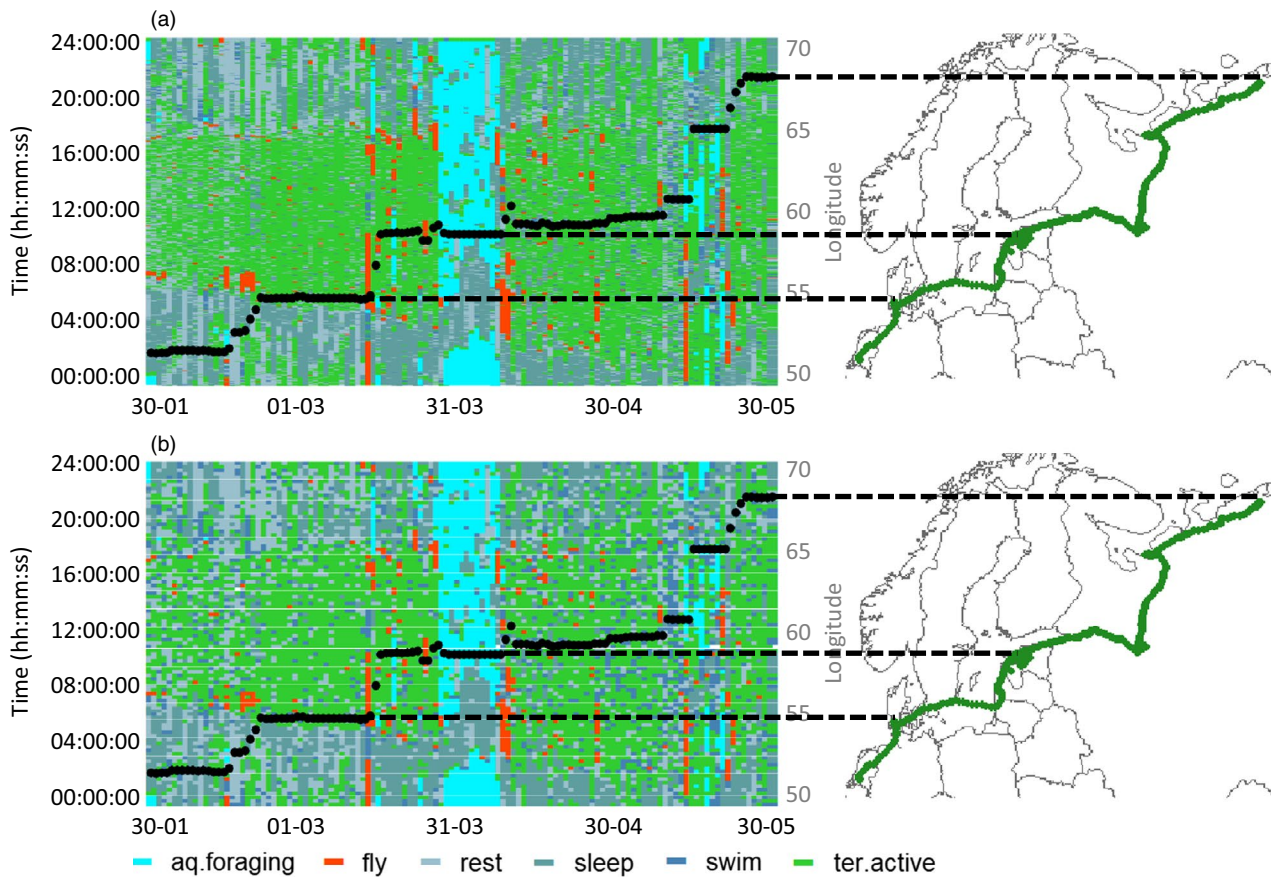 (a)
Time (hh:mm:ss)
24:00:00
20:00:00
16:00:00
12:00:00
08:00:00
04:00:00
00:00:00
30-01 01-03 31-03 30-04 30-05
70
65
60
55
50
Longitude
(b)
Time (hh:mm:ss)
24:00:00
20:00:00
16:00:00
12:00:00
08:00:00
04:00:00
00:00:00
30-01 01-03 31-03 30-04 30-05
70
65
60
55
50
Longitude
aq.foraging fly rest sleep swim ter.active